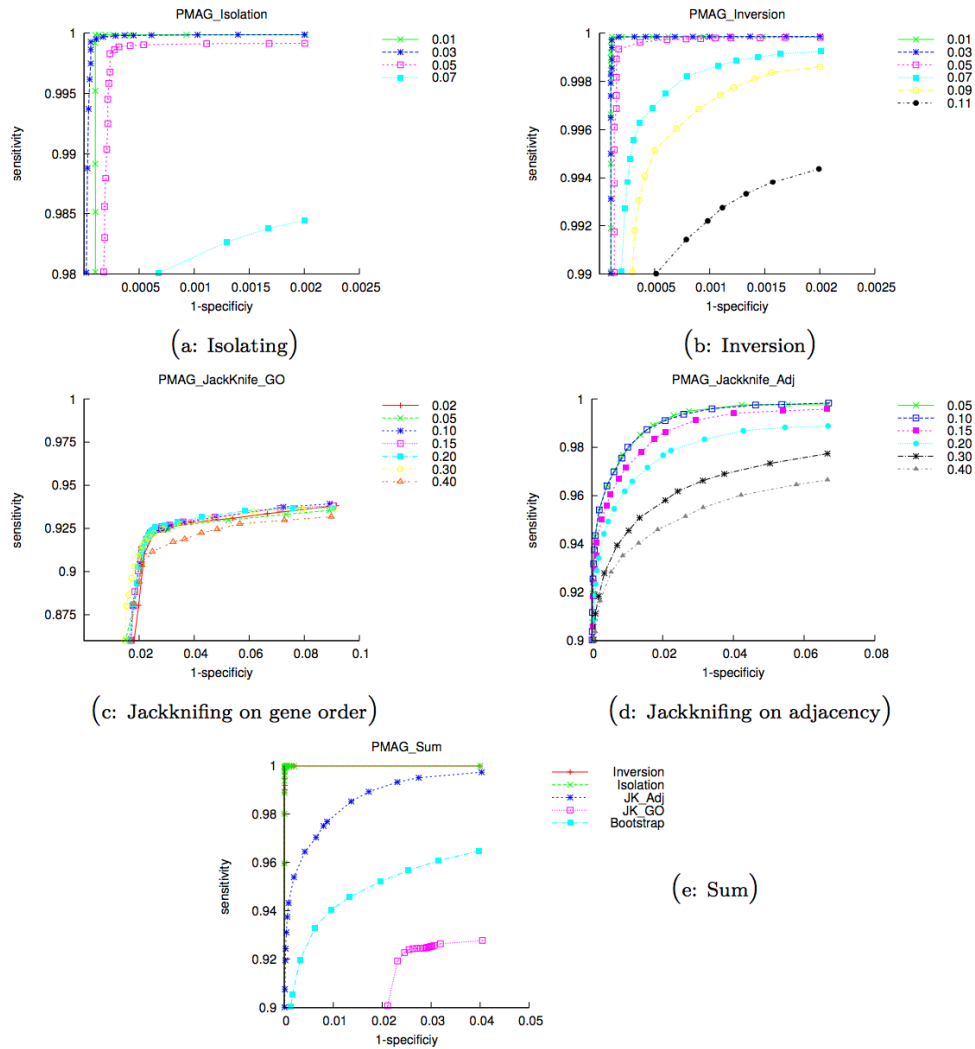 PMAG_Isolation
1
0.995
0.99
0.985
0.98
sensitivity
0.0005 0.001 0.0015 0.002 0.0025
1-specificiy
0.01
0.03
0.05
0.07
(a: Isolating)
PMAG_Inversion
1
0.998
0.996
0.994
0.992
0.99
sensitivity
0.0005 0.001 0.0015 0.002 0.0025
1-specificiy
0.01
0.03
0.05
0.07
0.09
0.11
(b: Inversion)
PMAG_JackKnife_GO
1
0.975
0.95
0.925
0.9
0.875
sensitivity
0.02 0.04 0.06 0.08 0.1
1-specificiy
0.02
0.05
0.10
0.15
0.20
0.30
0.40
(c: Jackknifing on gene order)
PMAG_Jackknife_Adj
1
0.98
0.96
0.94
0.92
0.9
sensitivity
0 0.02 0.04 0.06 0.08
1-specificiy
0.05
0.10
0.15
0.20
0.30
0.40
(d: Jackknifing on adjacency)
PMAG_Sum
1
0.98
0.96
0.94
0.92
0.9
sensitivity
0 0.01 0.02 0.03 0.04 0.05
1-specificiy
Inversion
Isolation
JK_Adj
JK_GO
Bootstrap
(e: Sum)